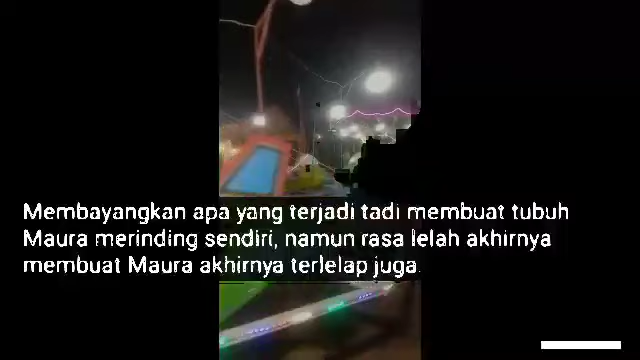 Membayangkan apa yang terjadi tadi membuat tubuh
Maura merinding sendiri, namun rasa lelah akhirnya
membuat Maura akhirnya terlelap juga.